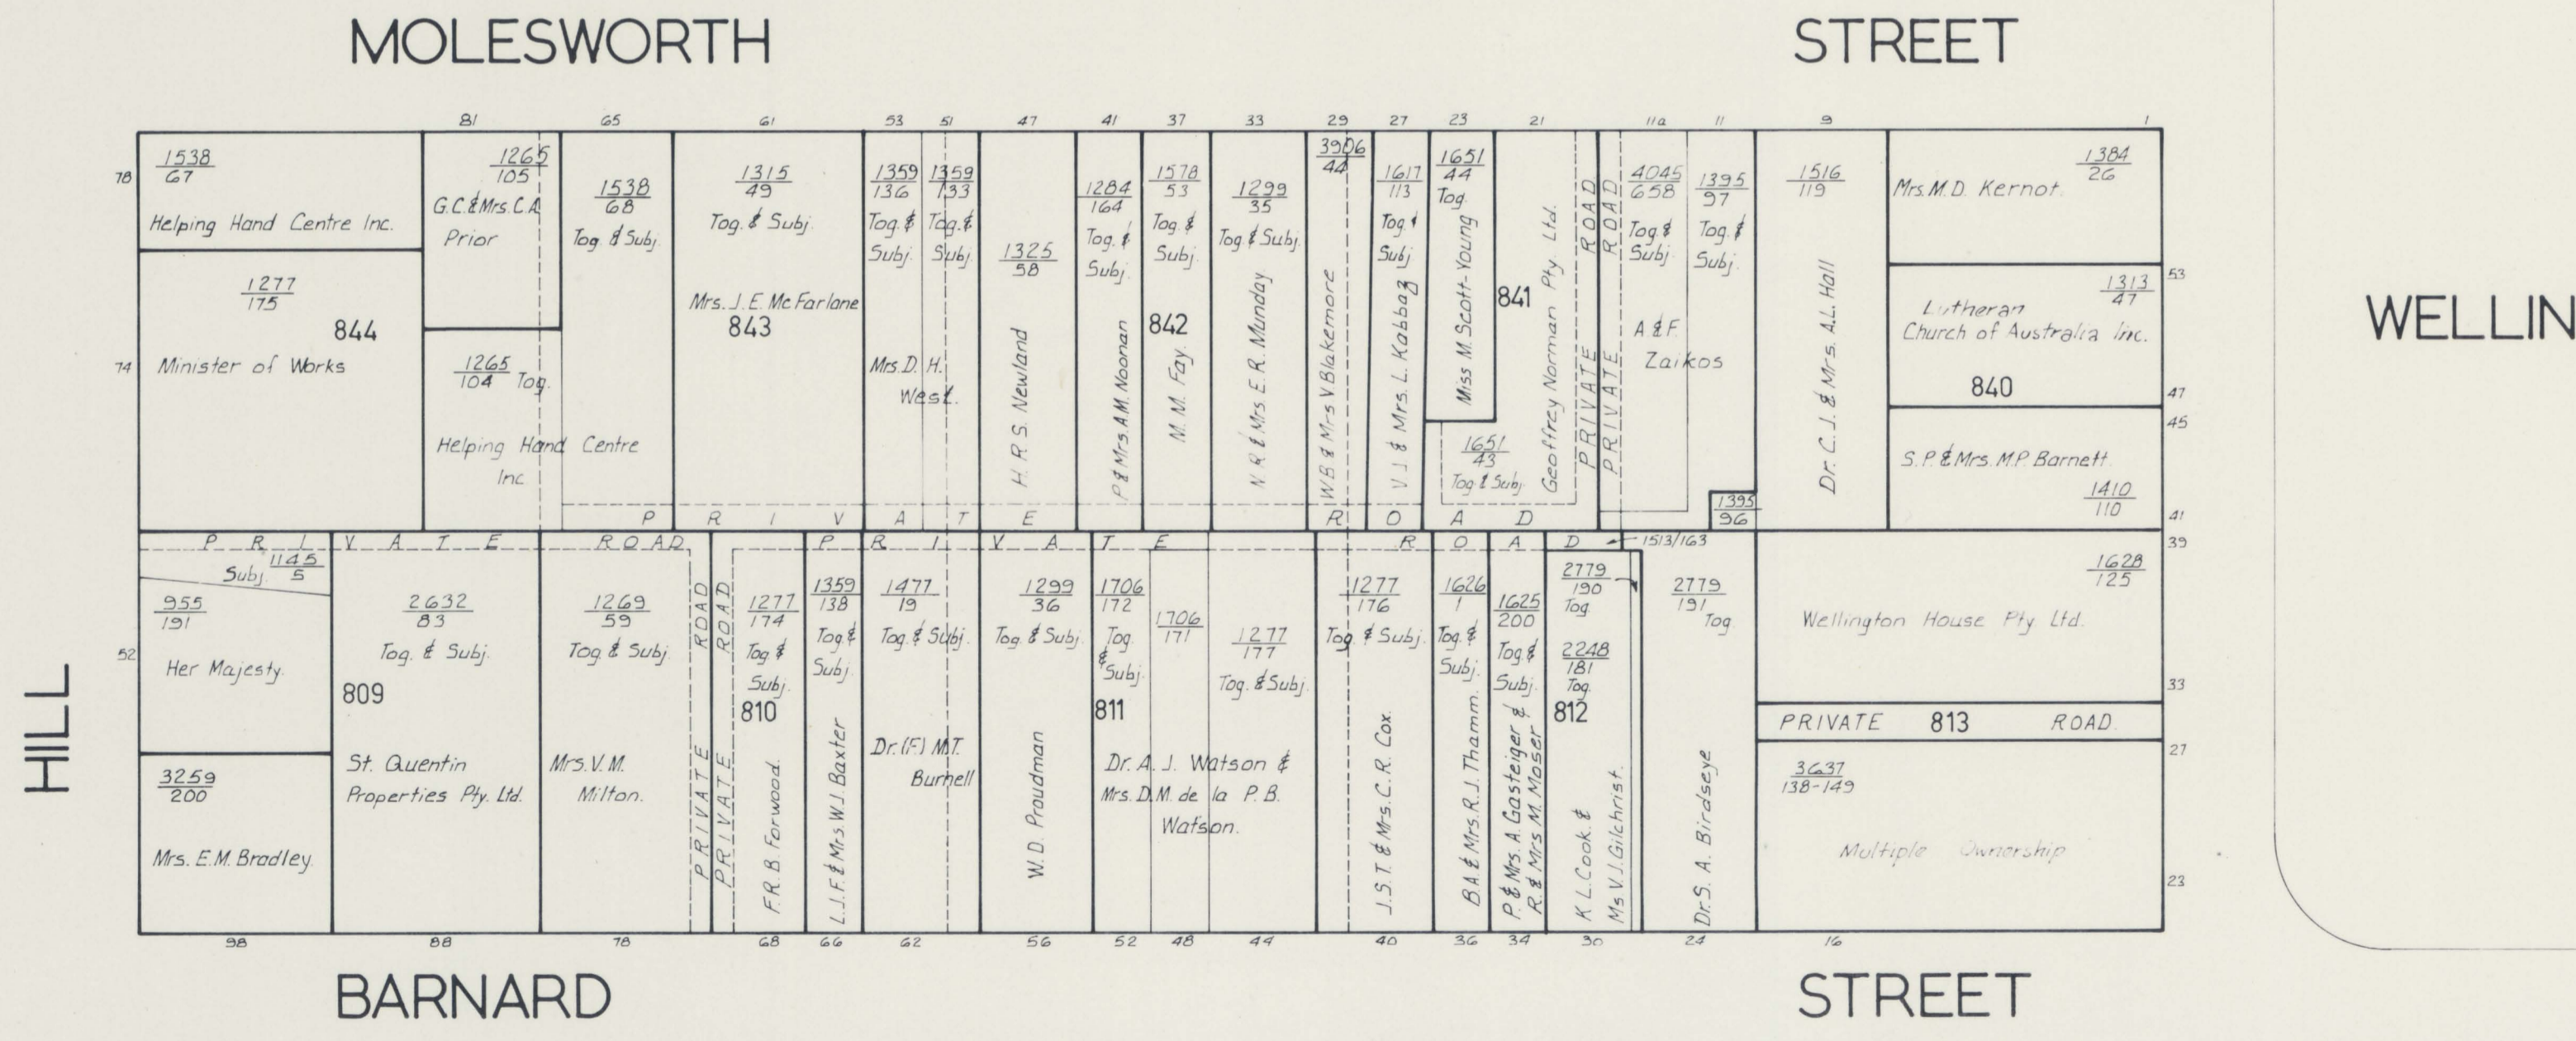 MOLESWORTH STREET
81 65 61 53 51 47 41 37 33 29 27 23 21 11a 11 9 1
78
1538
67
Helping Hand Centre Inc.
1265
105
G.C.& Mrs. C.A
Prior
1538
68
Tog & Subj.
1315
49
Tog. & Subj.
Mrs. J. E. McFarlane
843
1359
136
Tog. &
Subj.
1359
133
Tog. &
Subj.
Mrs. D. H.
West.
1325
58
H. R. S. Newland
1284
164
Tog. &
Subj.
P & Mrs. A.M. Noonan
1578
53
Tog. &
Subj.
842
M. M. Fay.
1299
35
Tog & Subj.
N. R & Mrs. E. R. Munday
3906
44
W B & Mrs V Blakemore
1617
113
Tog &
Subj
V J & Mrs. L. Kabbaz
1651
44
Tog.
Miss M. Scott-Young
1651
43
Tog & Subj.
841
Geoffrey Norman Pty Ltd.
PRIVATE ROAD
PRIVATE ROAD
4045
658
Tog. &
Subj.
1395
97
Tog. &
Subj.
A & F.
Zaikos
1395
96
1516
119
Dr. C. J. & Mrs. A.L. Hall
1384
26
Mrs. M. D. Kernot.
53
1313
47
Lutheran
Church of Australia Inc.
840
47
45
S. P. & Mrs. M.P. Barnett.
1410
110
41
74
1277
175
844
Minister of Works
1265
104 Tog.
Helping Hand Centre
Inc
PRIVATE ROAD
PRIVATE ROAD
PRIVATE ROAD
1513/163
39
HILL
52
1145
5
Subj.
955
191
Her Majesty.
3259
200
Mrs. E. M. Bradley.
2632
83
Tog. & Subj.
809
St. Quentin
Properties Pty. Ltd.
1269
59
Tog & Subj.
Mrs. V. M.
Milton.
PRIVATE ROAD
PRIVATE ROAD
1277
174
Tog &
Subj.
810
F. R. B Forwood.
1359
138
Tog &
Subj.
L. J. F. & Mrs. W. J. Baxter
1477
19
Tog. & Subj.
Dr. (F) M.T.
Burnell
1299
36
Tog & Subj.
W. D. Proudman
1706
172
Tog
&
Subj.
811
1706
171
1277
177
Tog. & Subj.
Dr. A. J. Watson &
Mrs. D. M. de la P. B.
Watson.
1277
176
Tog & Subj.
J. S. T. & Mrs. C. R. Cox.
1626
1
Tog. &
Subj.
B A & Mrs. R. J. Thamm.
1625
200
Tog. &
Subj.
P. & Mrs. A. Gasteiger &
R. & Mrs M. Moser
2779
190
Tog
2248
181
Tog.
812
K L. Cook. &
Ms V. J. Gilchrist.
2779
191
Tog
Dr. S. A. Birdseye
1628
125
Wellington House Pty Ltd.
33
PRIVATE 813 ROAD.
27
3637
138-149
Multiple Ownership
23
98 88 78 68 66 62 56 52 48 44 40 36 34 30 24 16
BARNARD STREET
WELLIN